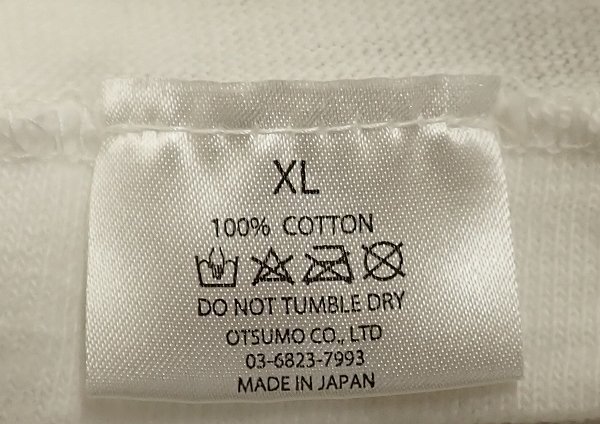 XL
100% COTTON
DO NOT TUMBLE DRY
OTSUMO CO., LTD
03-6823-7993
MADE IN JAPAN